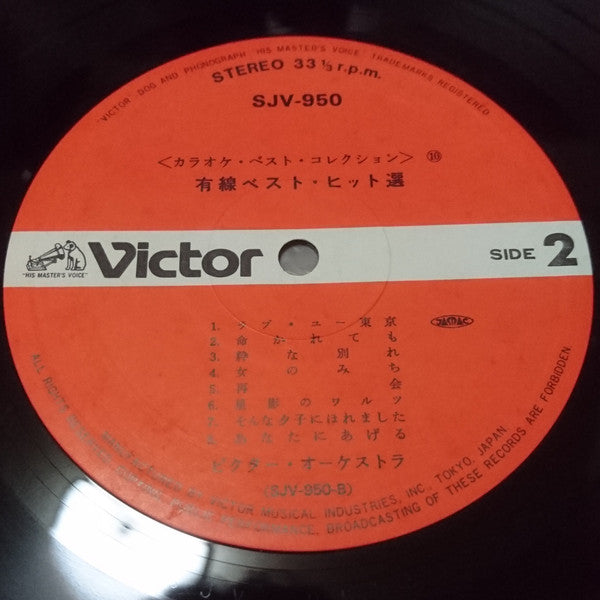 "VICTOR" DOG AND PHONOGRAPH "HIS MASTER'S VOICE" TRADEMARKS REGISTERED
STEREO 33 1/3 r.p.m.
SJV-950
<カラオケ・ベスト・コレクション> ⑩
有線ベスト・ヒット選
"HIS MASTER'S VOICE"
Victor
SIDE 2
JASRAC
1. ラブ・ユー東京
2. 命かれても
3. 粋な別れ
4. 女のみち
5. 再会
6. 星影のワルツ
7. そんな夕子にほれました
8. あなたにあげる
ビクター・オーケストラ
(SJV-950-B)
MANUFACTURED BY VICTOR MUSICAL INDUSTRIES, INC., TOKYO, JAPAN.
ALL RIGHTS PERFORMANCE, BROADCASTING OF THESE RECORDS ARE FORBIDDEN.